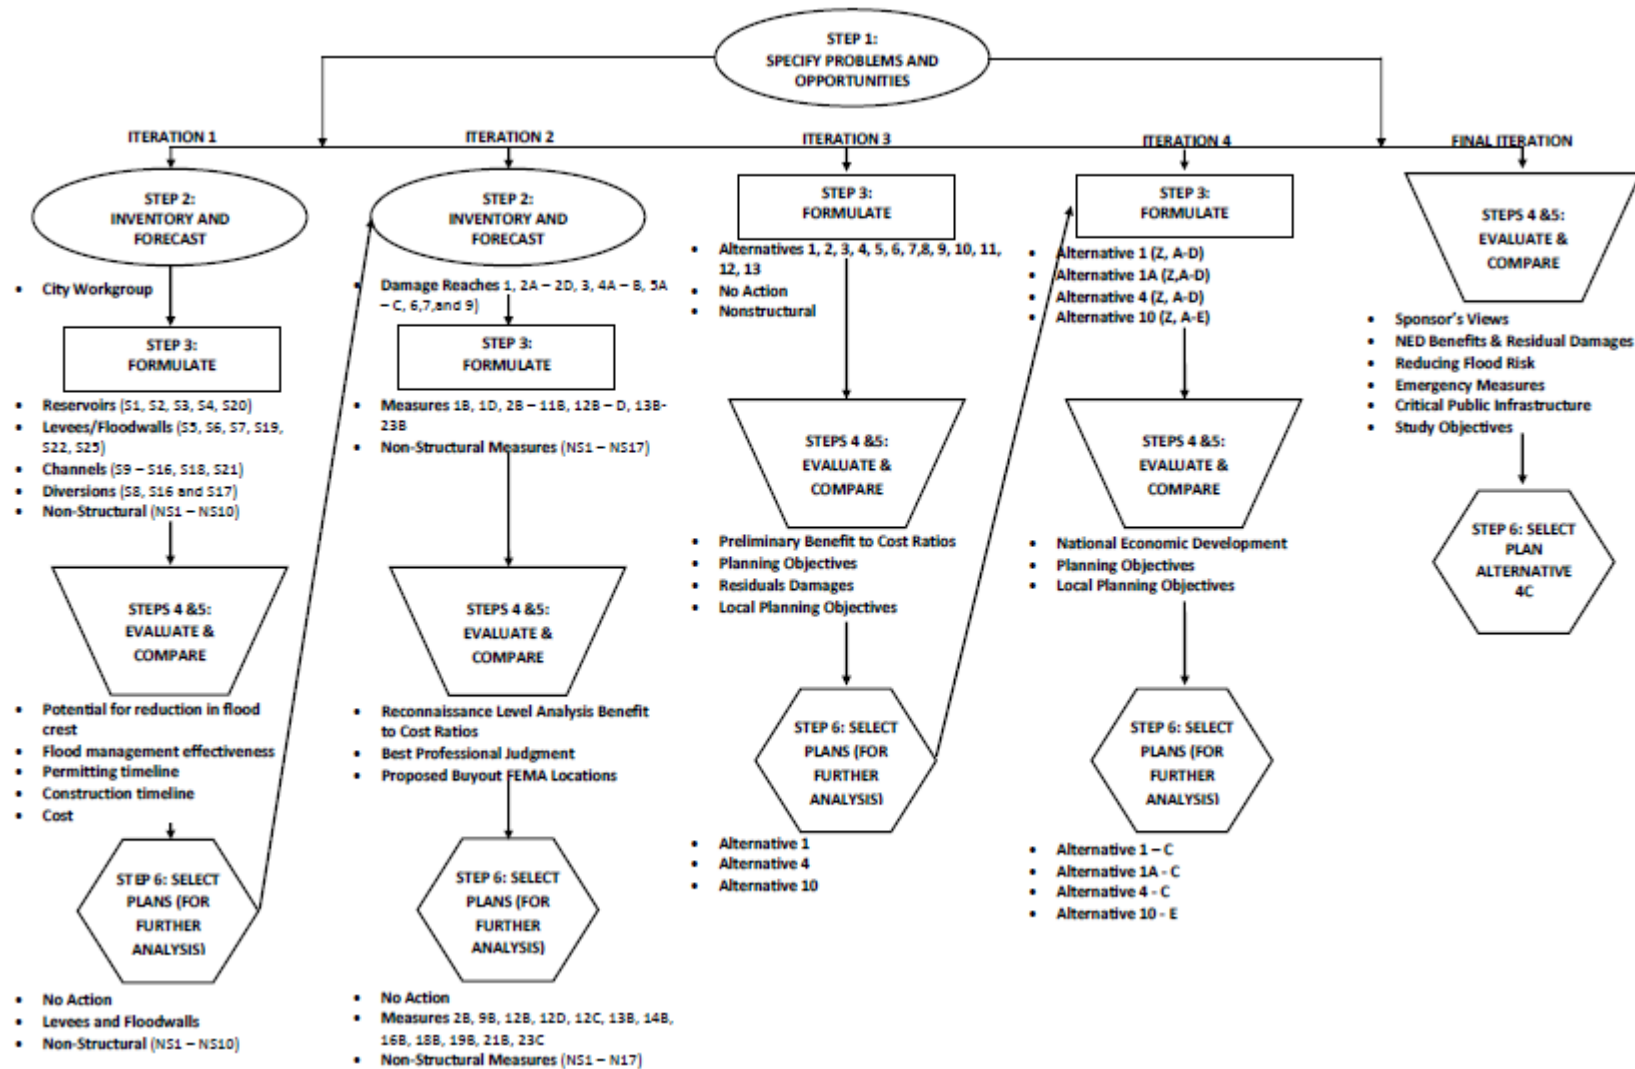 STEP 1:
SPECIFY PROBLEMS AND
OPPORTUNITIES
ITERATION 1
STEP 2:
INVENTORY AND
FORECAST
• City Workgroup
STEP 3:
FORMULATE
• Reservoirs (S1, S2, S3, S4, S20)
• Levees/Floodwalls (S5, S6, S7, S19,
S22, S25)
• Channels (S9 – S16, S18, S21)
• Diversions (S8, S16 and S17)
• Non-Structural (NS1 – NS10)
STEPS 4 &5:
EVALUATE &
COMPARE
• Potential for reduction in flood
crest
• Flood management effectiveness
• Permitting timeline
• Construction timeline
• Cost
STEP 6: SELECT
PLANS (FOR
FURTHER
ANALYSIS)
• No Action
• Levees and Floodwalls
• Non-Structural (NS1 – NS10)
ITERATION 2
STEP 2:
INVENTORY AND
FORECAST
• Damage Reaches 1, 2A – 2D, 3, 4A – B, 5A
– C, 6,7,and 9)
STEP 3:
FORMULATE
• Measures 1B, 1D, 2B – 11B, 12B – D, 13B-
23B
• Non-Structural Measures (NS1 – NS17)
STEPS 4 &5:
EVALUATE &
COMPARE
• Reconnaissance Level Analysis Benefit
to Cost Ratios
• Best Professional Judgment
• Proposed Buyout FEMA Locations
STEP 6: SELECT
PLANS (FOR
FURTHER
ANALYSIS)
• No Action
• Measures 2B, 9B, 12B, 12D, 12C, 13B, 14B,
16B, 18B, 19B, 21B, 23C
• Non-Structural Measures (NS1 – N17)
ITERATION 3
STEP 3:
FORMULATE
• Alternatives 1, 2, 3, 4, 5, 6, 7,8, 9, 10, 11,
12, 13
• No Action
• Nonstructural
STEPS 4 &5:
EVALUATE &
COMPARE
• Preliminary Benefit to Cost Ratios
• Planning Objectives
• Residuals Damages
• Local Planning Objectives
STEP 6: SELECT
PLANS (FOR
FURTHER
ANALYSIS)
• Alternative 1
• Alternative 4
• Alternative 10
ITERATION 4
STEP 3:
FORMULATE
• Alternative 1 (Z, A-D)
• Alternative 1A (Z,A-D)
• Alternative 4 (Z, A-D)
• Alternative 10 (Z, A-E)
STEPS 4 &5:
EVALUATE &
COMPARE
• National Economic Development
• Planning Objectives
• Local Planning Objectives
STEP 6: SELECT
PLANS (FOR
FURTHER
ANALYSIS)
• Alternative 1 – C
• Alternative 1A - C
• Alternative 4 - C
• Alternative 10 - E
FINAL ITERATION
STEPS 4 &5:
EVALUATE &
COMPARE
• Sponsor's Views
• NED Benefits & Residual Damages
• Reducing Flood Risk
• Emergency Measures
• Critical Public Infrastructure
• Study Objectives
STEP 6: SELECT
PLAN
ALTERNATIVE
4C